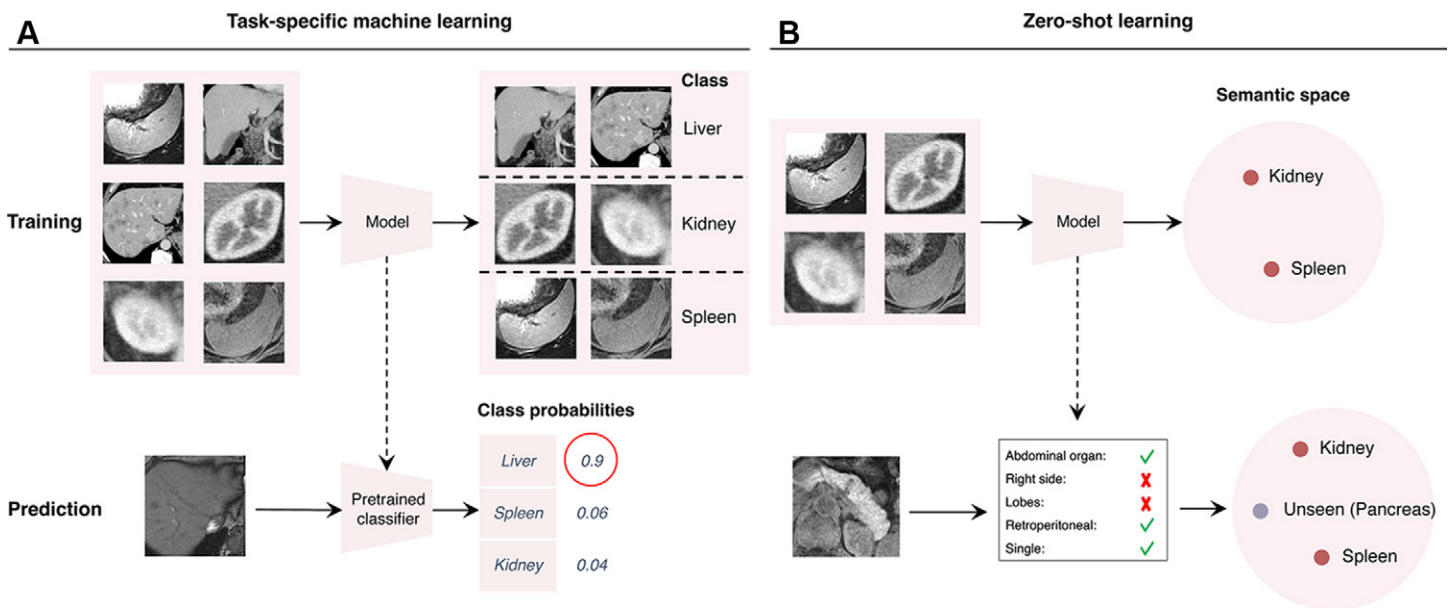 A
Task-specific machine learning
Training
Model
Class
Liver
Kidney
Spleen
Prediction
Pretrained
classifier
Class probabilities
Liver 0.9
Spleen 0.06
Kidney 0.04
B
Zero-shot learning
Model
Semantic space
Kidney
Spleen
Abdominal organ: ✓
Right side: ✗
Lobes: ✗
Retroperitoneal: ✓
Single: ✓
Kidney
Unseen (Pancreas)
Spleen